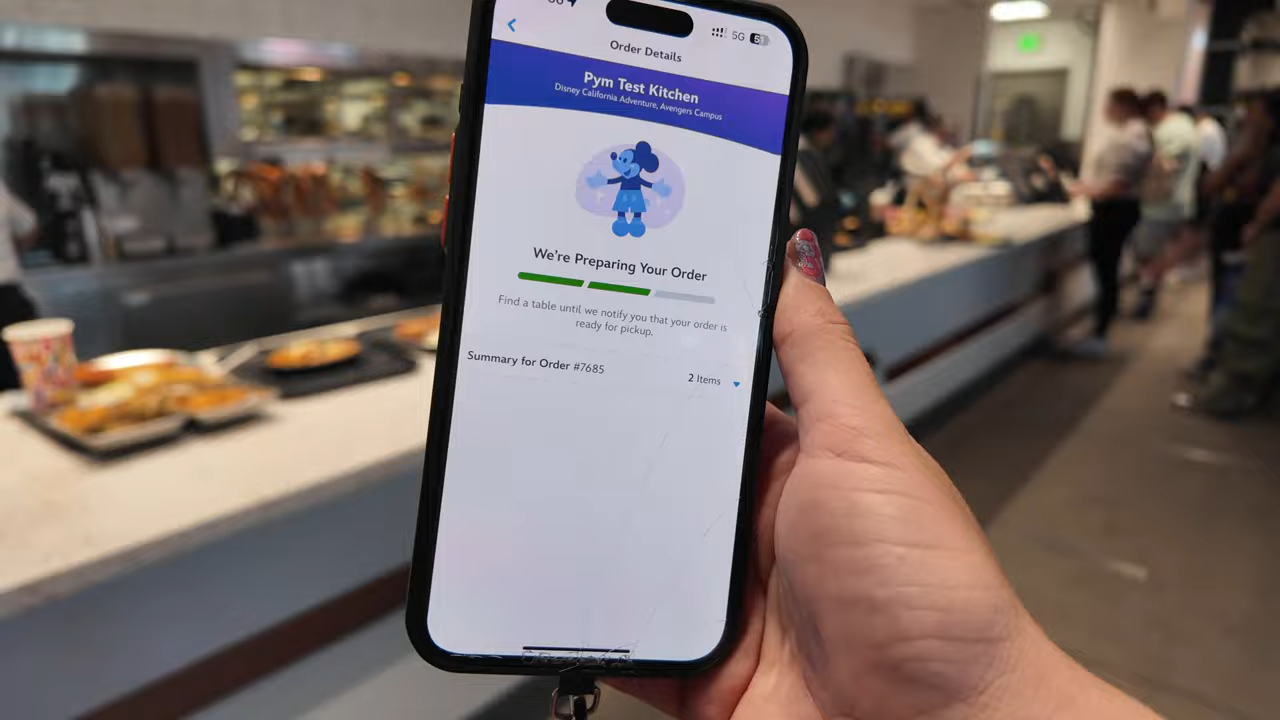 5G
Order Details
Pym Test Kitchen
Disney California Adventure, Avengers Campus
We're Preparing Your Order
Find a table until we notify you that your order is
ready for pickup.
Summary for Order #7685
2 Items